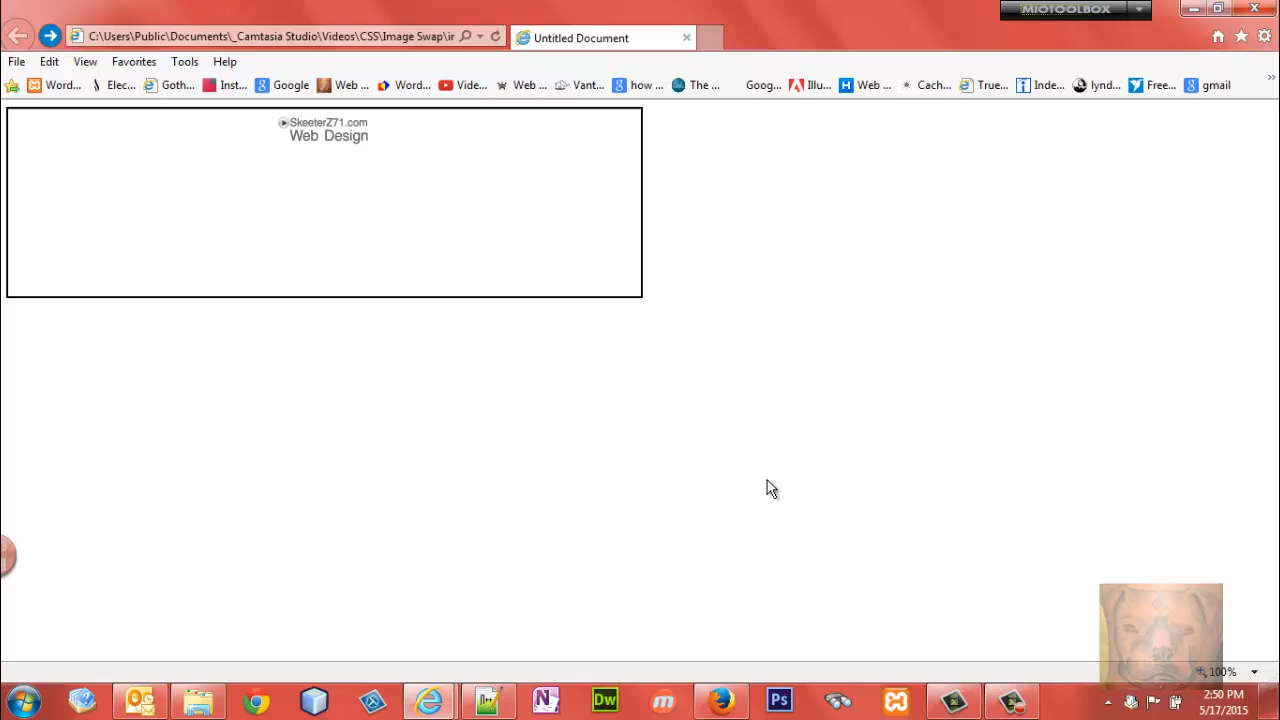 MIOTOOLBOX
C:\Users\Public\Documents\_Camtasia Studio\Videos\CSS\Image Swap\ir
Untitled Document
File Edit View Favorites Tools Help
Word... Elec... Goth... Inst... Google Web ... Word... Vide... Web ... Vant... how ... The ... Goog... Illu... Web ... Cach... True... Inde... lynd... Free... gmail
SkeeterZ71.com
Web Design
100%
Dw
Ps
2:50 PM
5/17/2015